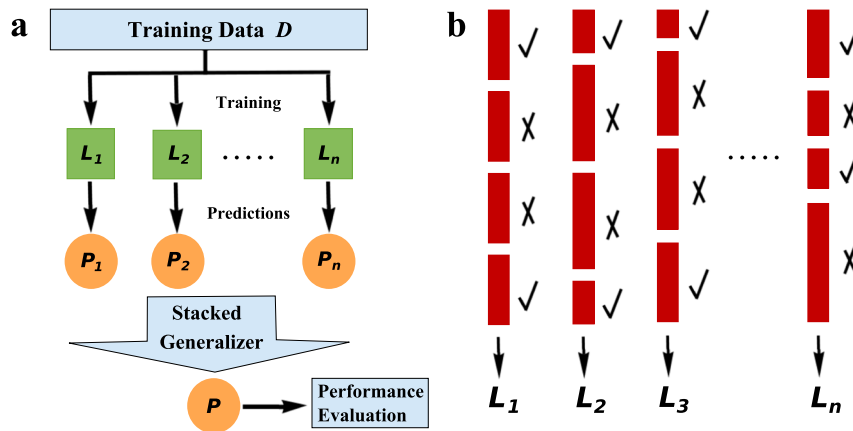 a
Training Data D
Training
L1 L2 ..... Ln
Predictions
P1 P2 Pn
Stacked
Generalizer
P
Performance
Evaluation
b
✓ ✓ ✓ ✓
X X X X
X X X ✓
✓ ✓ ✓ X
.....
L1 L2 L3 Ln